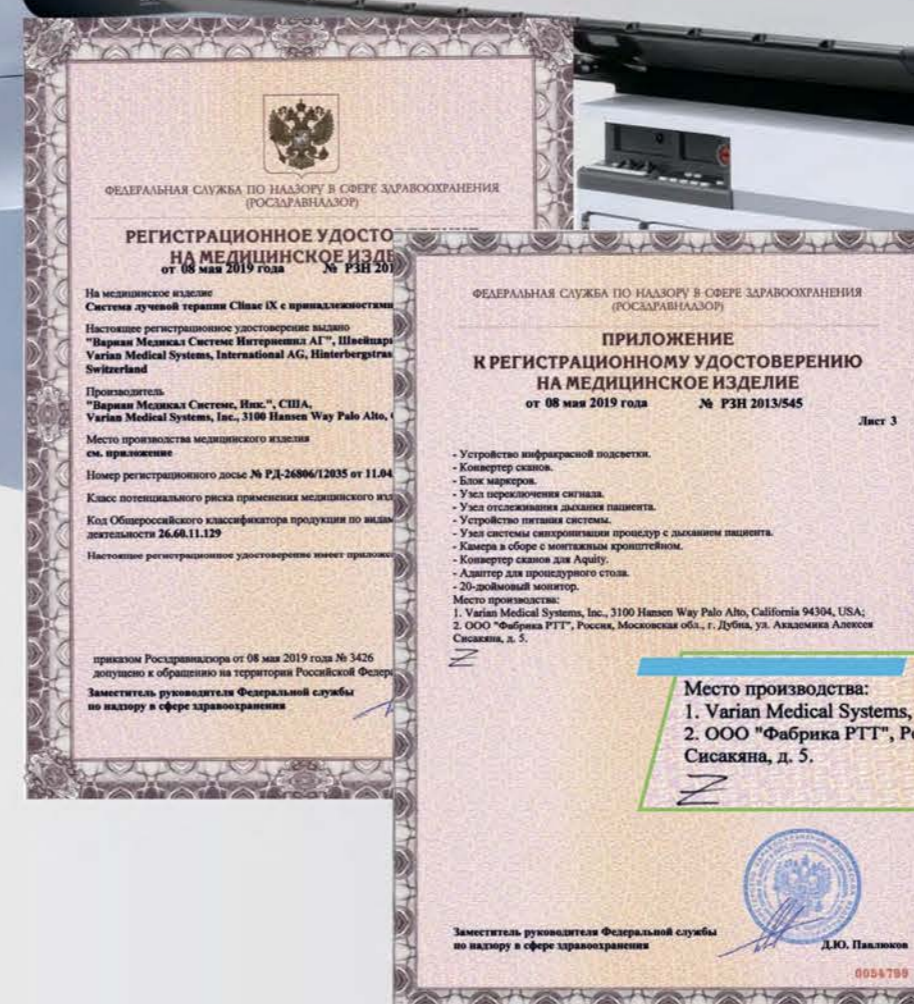 ФЕДЕРАЛЬНАЯ СЛУЖБА ПО НАДЗОРУ В СФЕРЕ ЗДРАВООХРАНЕНИЯ
(РОСЗДРАВНАДЗОР)
РЕГИСТРАЦИОННОЕ УДОСТО
НА МЕДИЦИНСКОЕ ИЗДЕ
от 08 мая 2019 года № РЗН 201
На медицинское изделие
Система лучевой терапии Clinac iX с принадлежностями
Настоящее регистрационное удостоверение выдано
"Вариан Медикал Системс Интернешнл АГ", Швейцар
Varian Medical Systems, International AG, Hinterbergstras
Switzerland
Производитель
"Вариан Медикал Системс, Инк.", США,
Varian Medical Systems, Inc., 3100 Hansen Way Palo Alto,
Место производства медицинского изделия
см. приложение
Номер регистрационного досье № РД-26806/12035 от 11.04
Класс потенциального риска применения медицинского изд
Код Общероссийского классификатора продукции по видам
деятельности 26.60.11.129
Настоящее регистрационное удостоверение имеет приложе
приказом Росздравнадзора от 08 мая 2019 года № 3426
допущено к обращению на территории Российской Федер
Заместитель руководителя Федеральной службы
по надзору в сфере здравоохранения
ФЕДЕРАЛЬНАЯ СЛУЖБА ПО НАДЗОРУ В СФЕРЕ ЗДРАВООХРАНЕНИЯ
(РОСЗДРАВНАДЗОР)
ПРИЛОЖЕНИЕ
К РЕГИСТРАЦИОННОМУ УДОСТОВЕРЕНИЮ
НА МЕДИЦИНСКОЕ ИЗДЕЛИЕ
от 08 мая 2019 года № РЗН 2013/545
Лист 3
- Устройство инфракрасной подсветки.
- Конвертер сканов.
- Блок маркеров.
- Узел переключения сигнала.
- Узел отслеживания дыхания пациента.
- Устройство питания системы.
- Узел системы синхронизации процедур с дыханием пациента.
- Камера в сборе с монтажным кронштейном.
- Конвертер сканов для Aquity.
- Адаптер для процедурного стола.
- 20-дюймовый монитор.
Место производства:
1. Varian Medical Systems, Inc., 3100 Hansen Way Palo Alto, California 94304, USA;
2. ООО "Фабрика РТТ", Россия, Московская обл., г. Дубна, ул. Академика Алексея
Сисакяна, д. 5.
Место производства:
1. Varian Medical Systems,
2. ООО "Фабрика РТТ", Ро
Сисакяна, д. 5.
Заместитель руководителя Федеральной службы
по надзору в сфере здравоохранения
Д.Ю. Павлюков
0054799